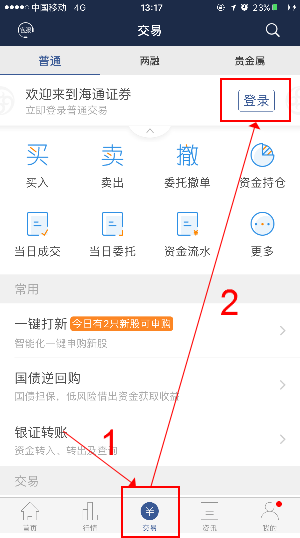 中国移动 4G 13:17 23%
私服 交易
普通 两融 贵金属
欢迎来到海通证券
立即登录普通交易
登录
买 卖 撤
买入 卖出 委托撤单 资金持仓
当日成交 当日委托 资金流水 更多
常用
一键打新 今日有2只新股可申购
智能化一键申购新股
2
国债逆回购
国债担保，低风险借出资金获取收益
1
银证转账
资金转入、转出及查询
交易
首页 行情 交易 资讯 我的